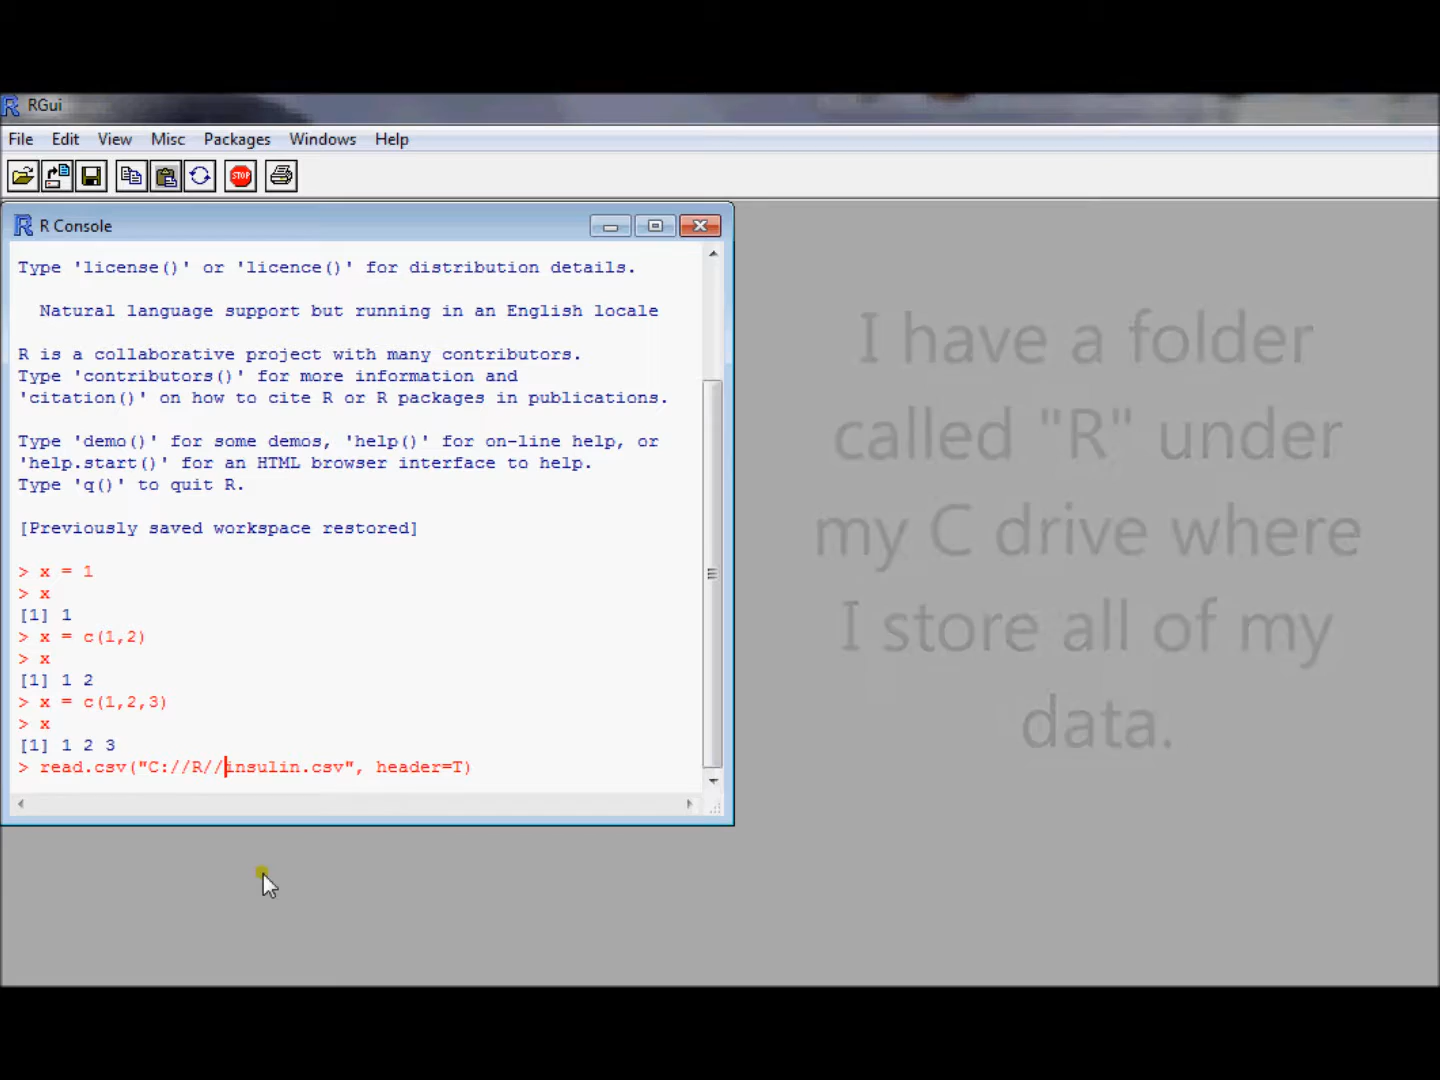 RGui
File Edit View Misc Packages Windows Help
STOP
R Console
Type 'license()' or 'licence()' for distribution details.
Natural language support but running in an English locale
R is a collaborative project with many contributors.
Type 'contributors()' for more information and
'citation()' on how to cite R or R packages in publications.
Type 'demo()' for some demos, 'help()' for on-line help, or
'help.start()' for an HTML browser interface to help.
Type 'q()' to quit R.
[Previously saved workspace restored]
> x = 1
> x
[1] 1
> x = c(1,2)
> x
[1] 1 2
> x = c(1,2,3)
> x
[1] 1 2 3
> read.csv("C://R//insulin.csv", header=T)
I have a folder
called "R" under
my C drive where
I store all of my
data.